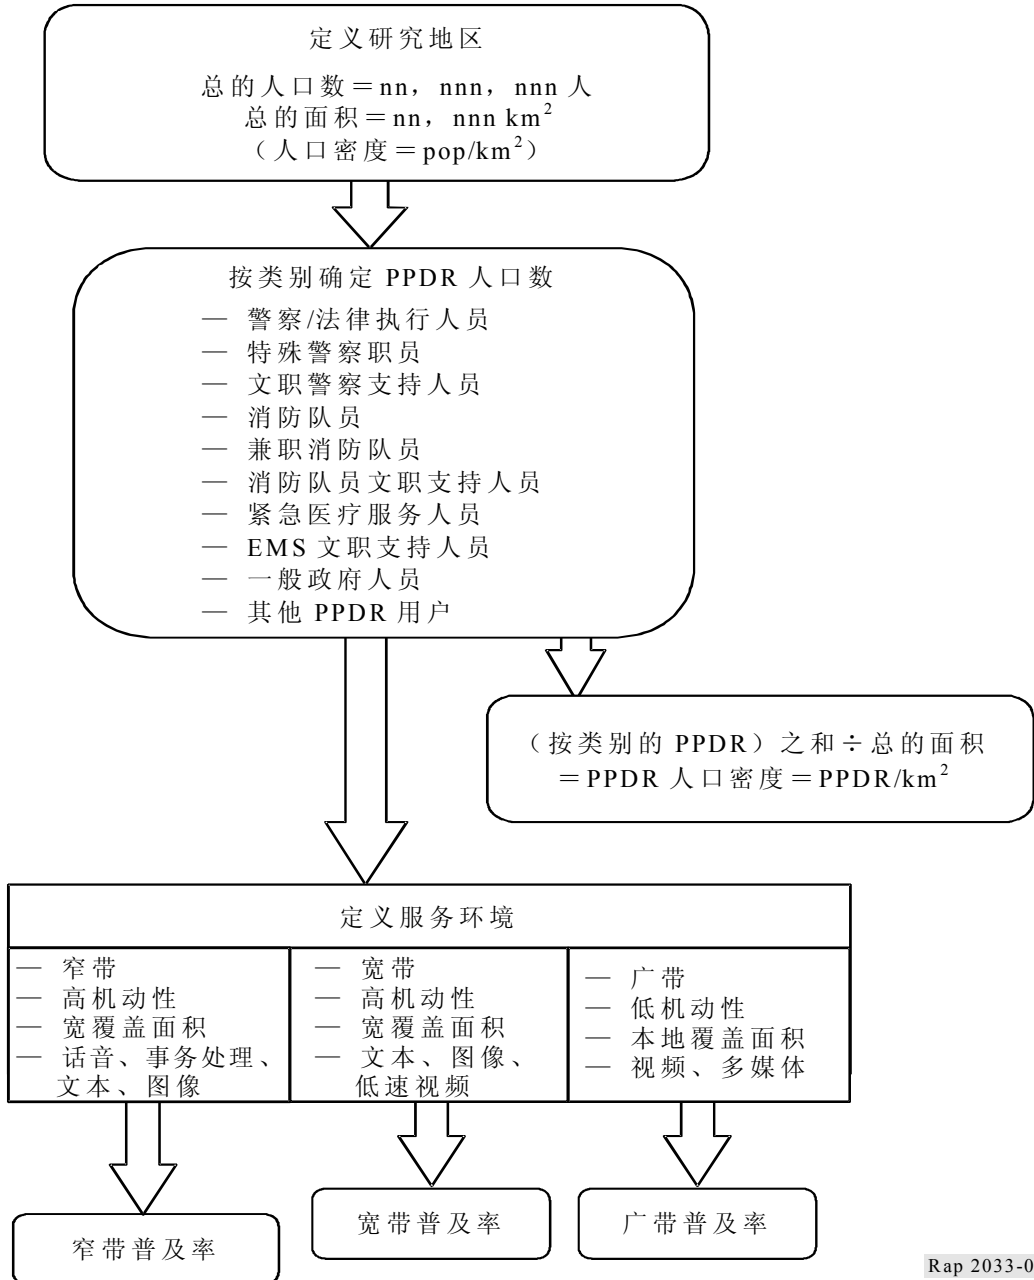 定义研究地区
总的人口数＝nn，nnn，nnn 人
总的面积＝nn，nnn km²
（人口密度＝pop/km²）
按类别确定 PPDR 人口数
— 警察/法律执行人员
— 特殊警察职员
— 文职警察支持人员
— 消防队员
— 兼职消防队员
— 消防队员文职支持人员
— 紧急医疗服务人员
— EMS 文职支持人员
— 一般政府人员
— 其他 PPDR 用户
（按类别的 PPDR）之和÷总的面积
＝PPDR 人口密度＝PPDR/km²
定义服务环境
— 窄带
— 高机动性
— 宽覆盖面积
— 话音、事务处理、
文本、图像
— 宽带
— 高机动性
— 宽覆盖面积
— 文本、图像、
低速视频
— 广带
— 低机动性
— 本地覆盖面积
— 视频、多媒体
窄带普及率
宽带普及率
广带普及率
Rap 2033-0